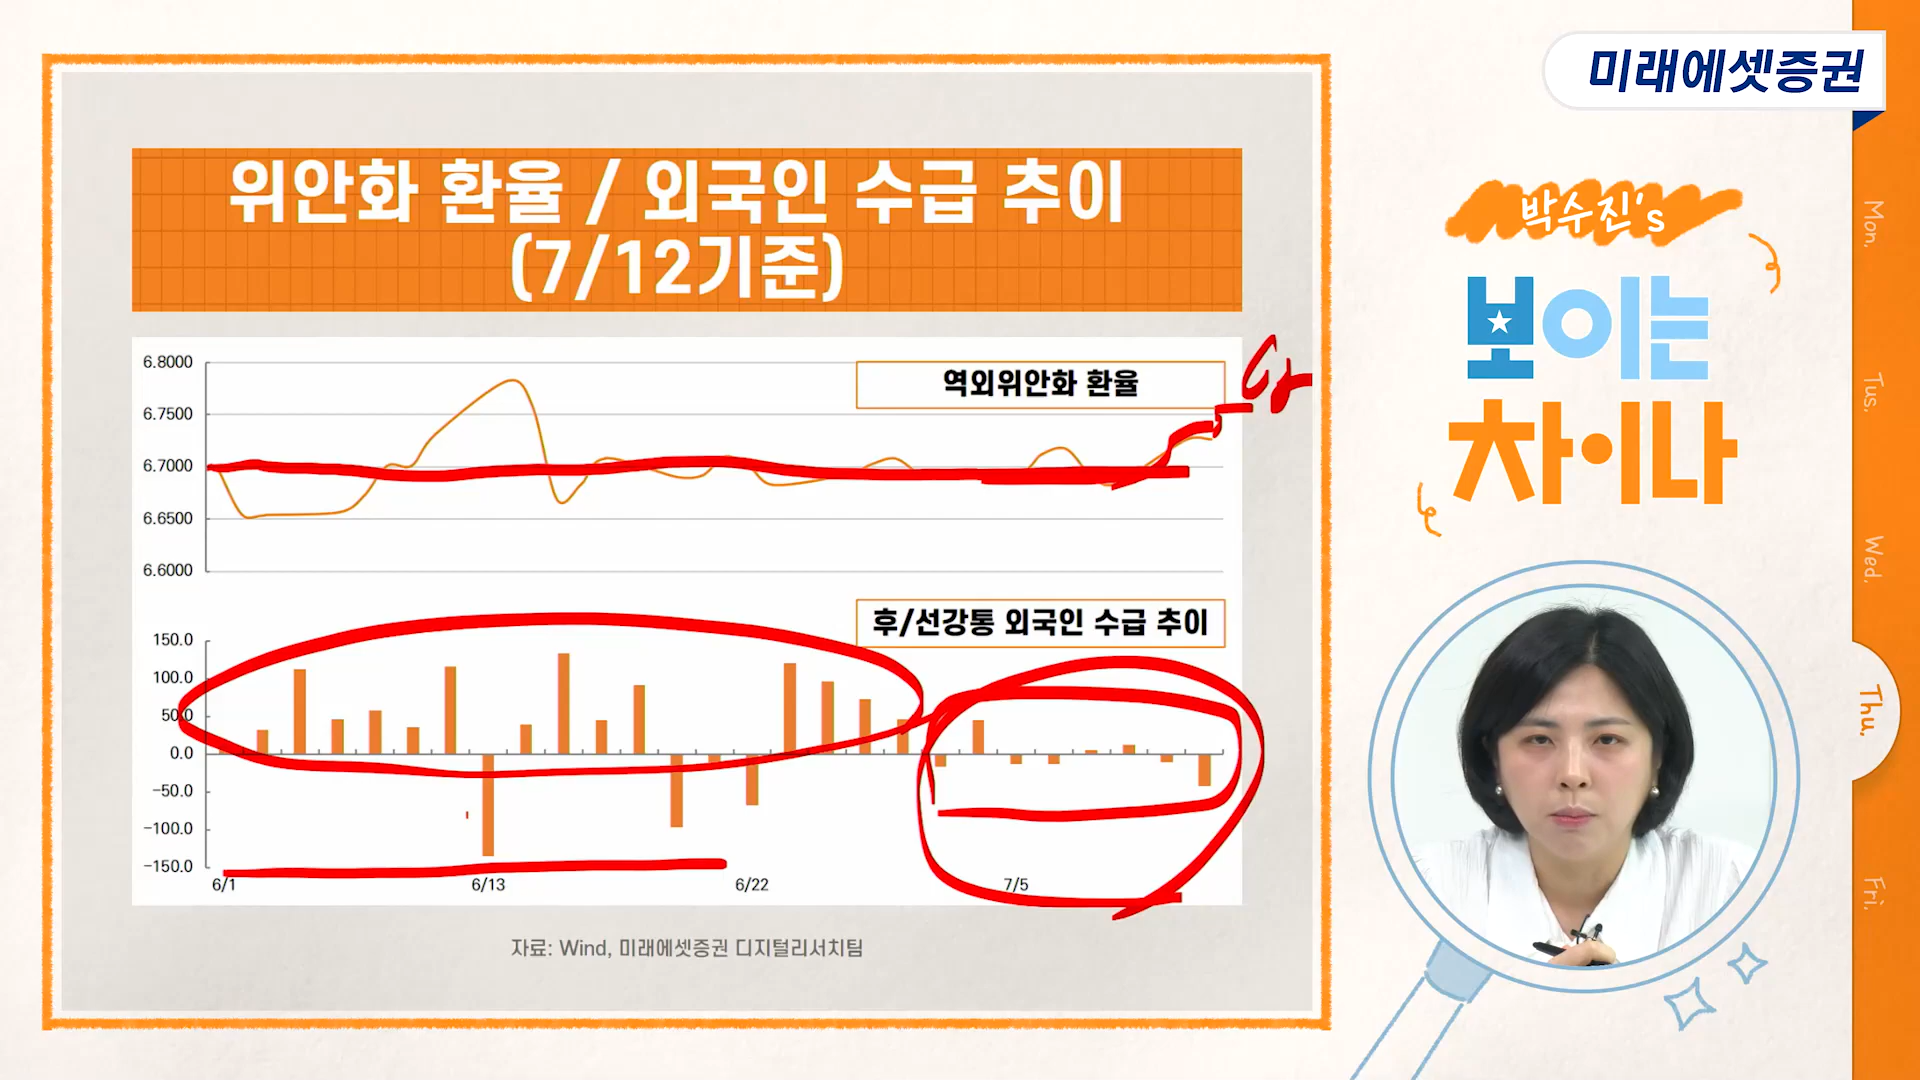 미래에셋증권
위안화 환율 / 외국인 수급 추이
(7/12기준)
박수진's
보이는
차이나
역외위안화 환율
6.8000
6.7500
6.7000
6.6500
6.6000
후/선강통 외국인 수급 추이
150.0
100.0
50.0
0.0
-50.0
-100.0
-150.0
6/1
6/13
6/22
7/5
자료: Wind, 미래에셋증권 디지털리서치팀
Mon.
Tus.
Wed.
Thu.
Fri.